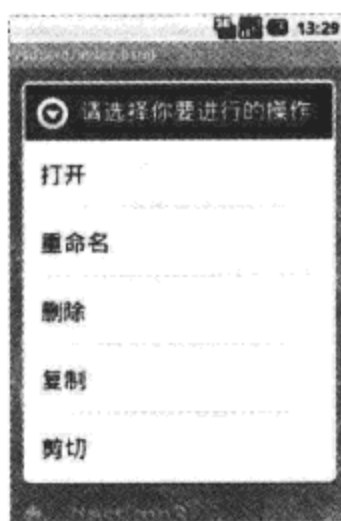 13:29
请选择你要进行的操作
打开
重命名
删除
复制
剪切